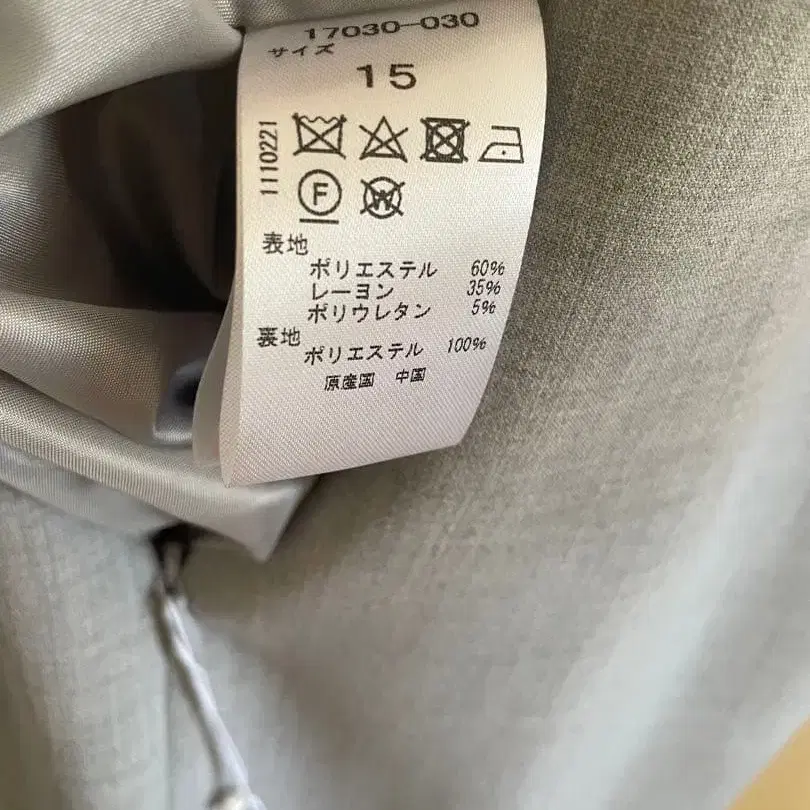 17030-030
サイズ
15
1110221
F
W
表地
ポリエステル 60%
レーヨン 35%
ポリウレタン 5%
裏地
ポリエステル 100%
原産国 中国